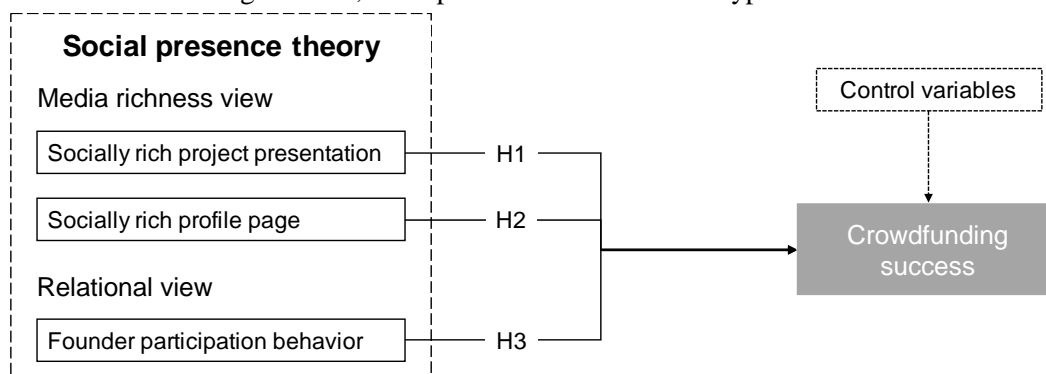 Social presence theory
Media richness view
Control variables
Socially rich project presentation
H1
Socially rich profile page
H2
Crowdfunding
success
Relational view
Founder participation behavior
H3